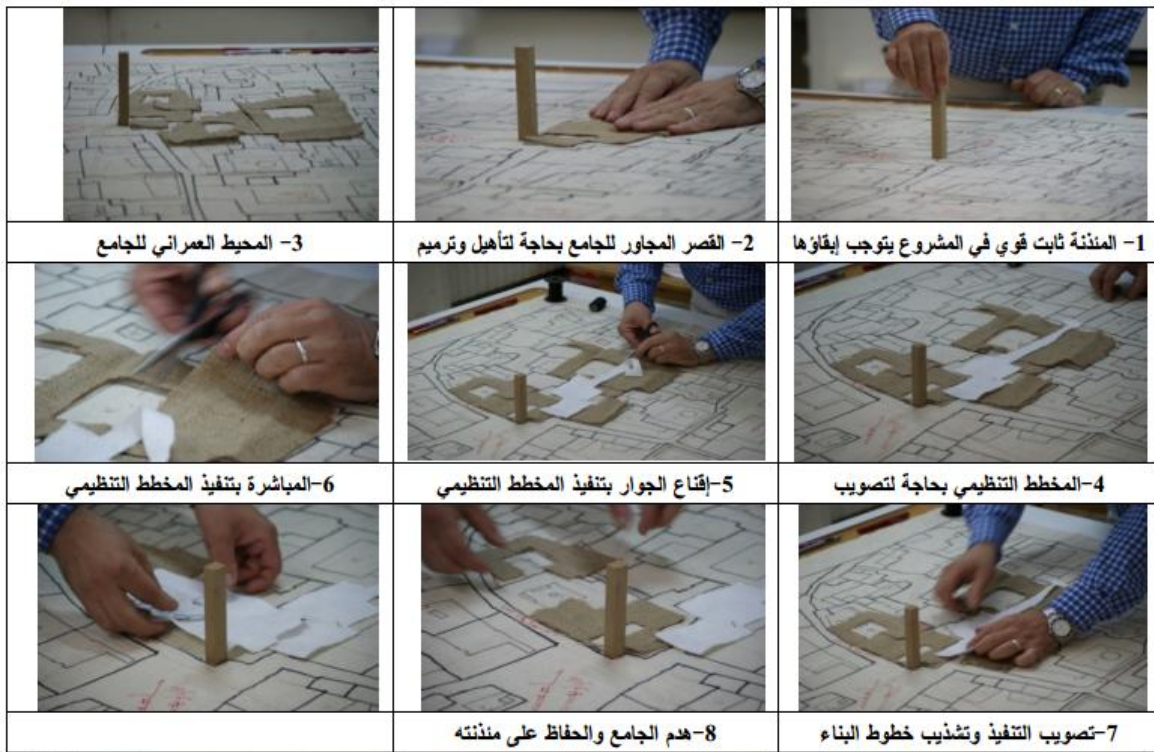 1- المئذنة ثابت قوي في المشروع يتوجب إبقاؤها
2- القصر المجاور للجامع بحاجة لتأهيل وترميم
3- المحيط العمراني للجامع
4-المخطط التنظيمي بحاجة لتصويب
5-إقناع الجوار بتنفيذ المخطط التنظيمي
6-المباشرة بتنفيذ المخطط التنظيمي
7-تصويب التنفيذ وتشذيب خطوط البناء
8-هدم الجامع والحفاظ على مئذنته